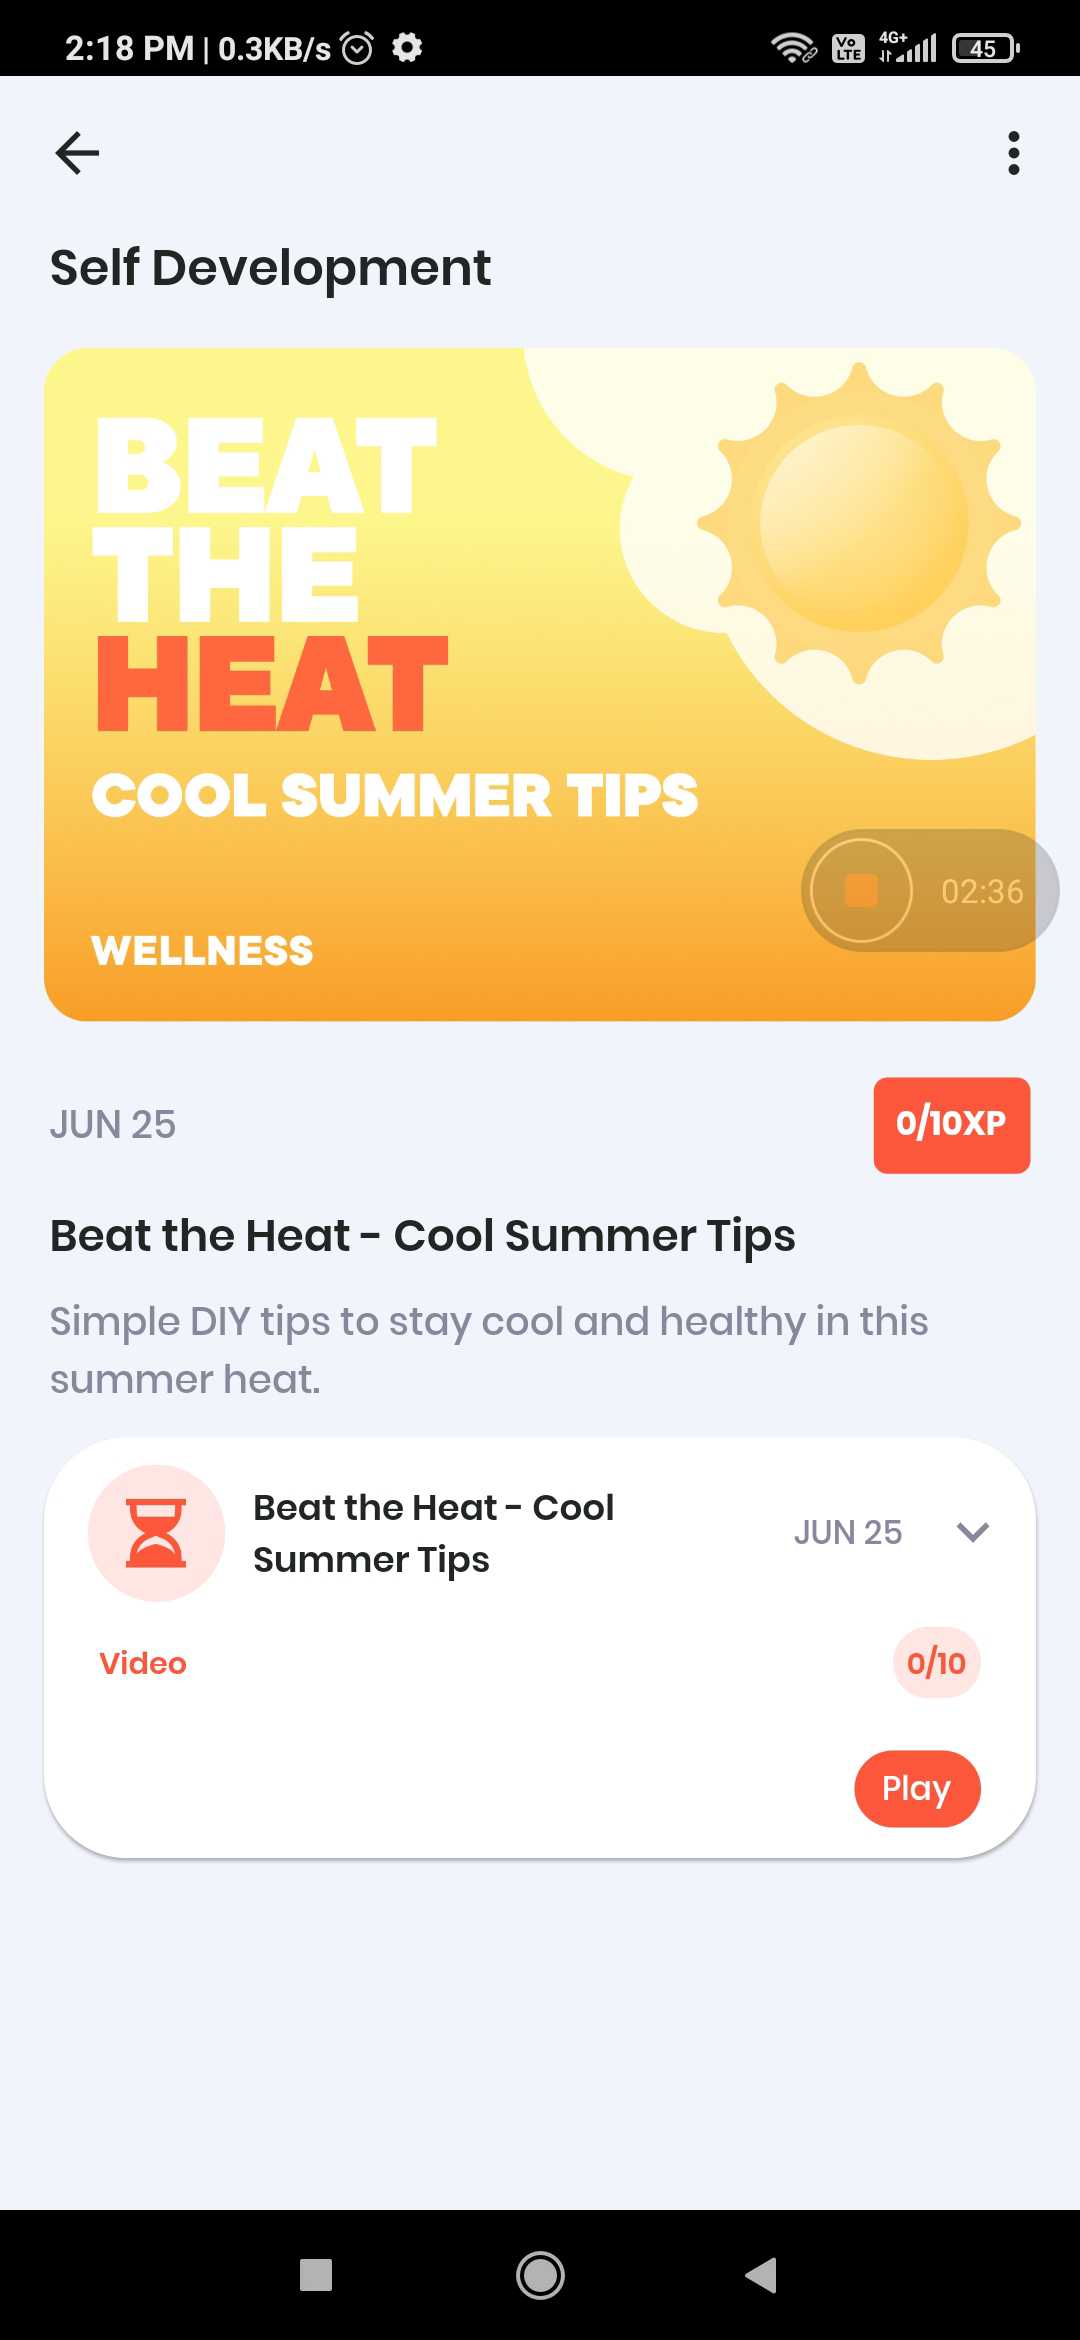 2:18 PM | 0.3KB/s
Vo LTE 4G+ 45
Self Development
BEAT
THE
HEAT
COOL SUMMER TIPS
02:36
WELLNESS
JUN 25
0/10XP
Beat the Heat - Cool Summer Tips
Simple DIY tips to stay cool and healthy in this
summer heat.
Beat the Heat - Cool
Summer Tips
JUN 25
Video
0/10
Play